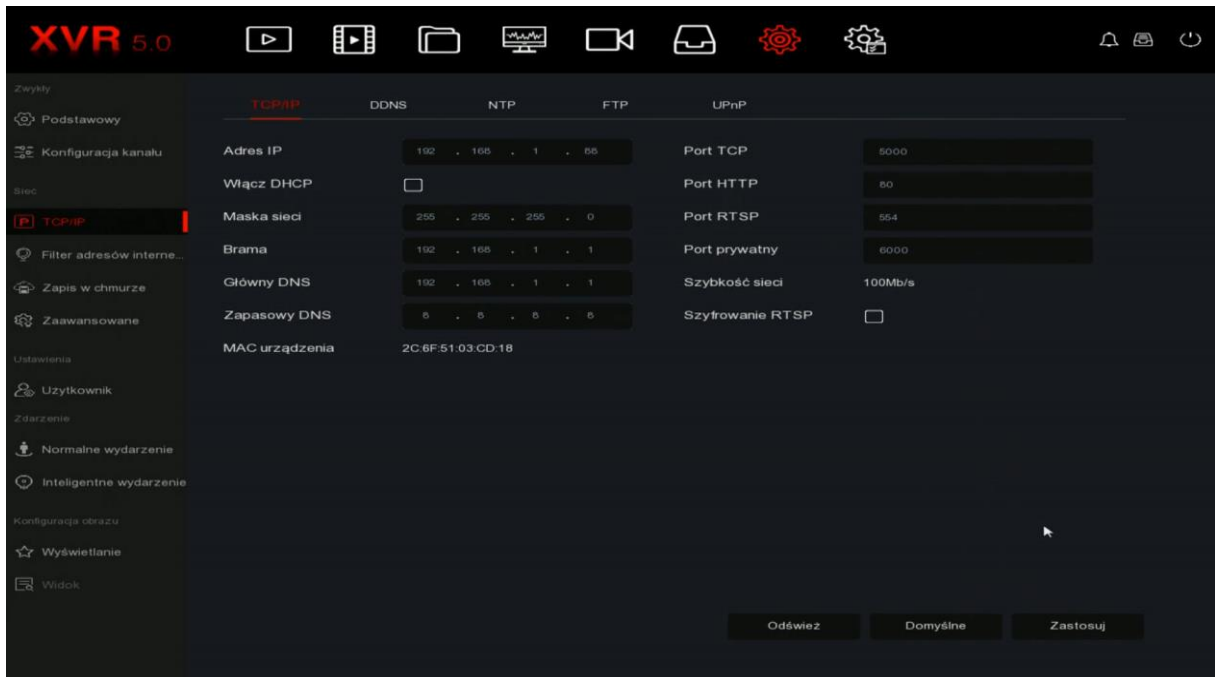 XVR 5.0
Zwykły
Podstawowy
Konfiguracja kanału
Sieć
TCP/IP
Filter adresów interne...
Zapis w chmurze
Zaawansowane
Ustawienia
Użytkownik
Zdarzenie
Normalne wydarzenie
Inteligentne wydarzenie
Konfiguracja obrazu
Wyświetlanie
Widok
TCP/IP DDNS NTP FTP UPnP
Adres IP 192 . 168 . 1 .
Włącz DHCP
Maska sieci 255 . 255 . 255 . 0
Brama 192 . 168 . 1 . 1
Główny DNS 192 . 168 . 1 . 1
Zapasowy DNS 8 . 8 . 8 . 8
MAC urządzenia 2C:6F:51:03:CD:18
Port TCP 5000
Port HTTP 80
Port RTSP 554
Port prywatny 6000
Szybkość sieci 100Mb/s
Szyfrowanie RTSP
Odśwież Domyślne Zastosuj